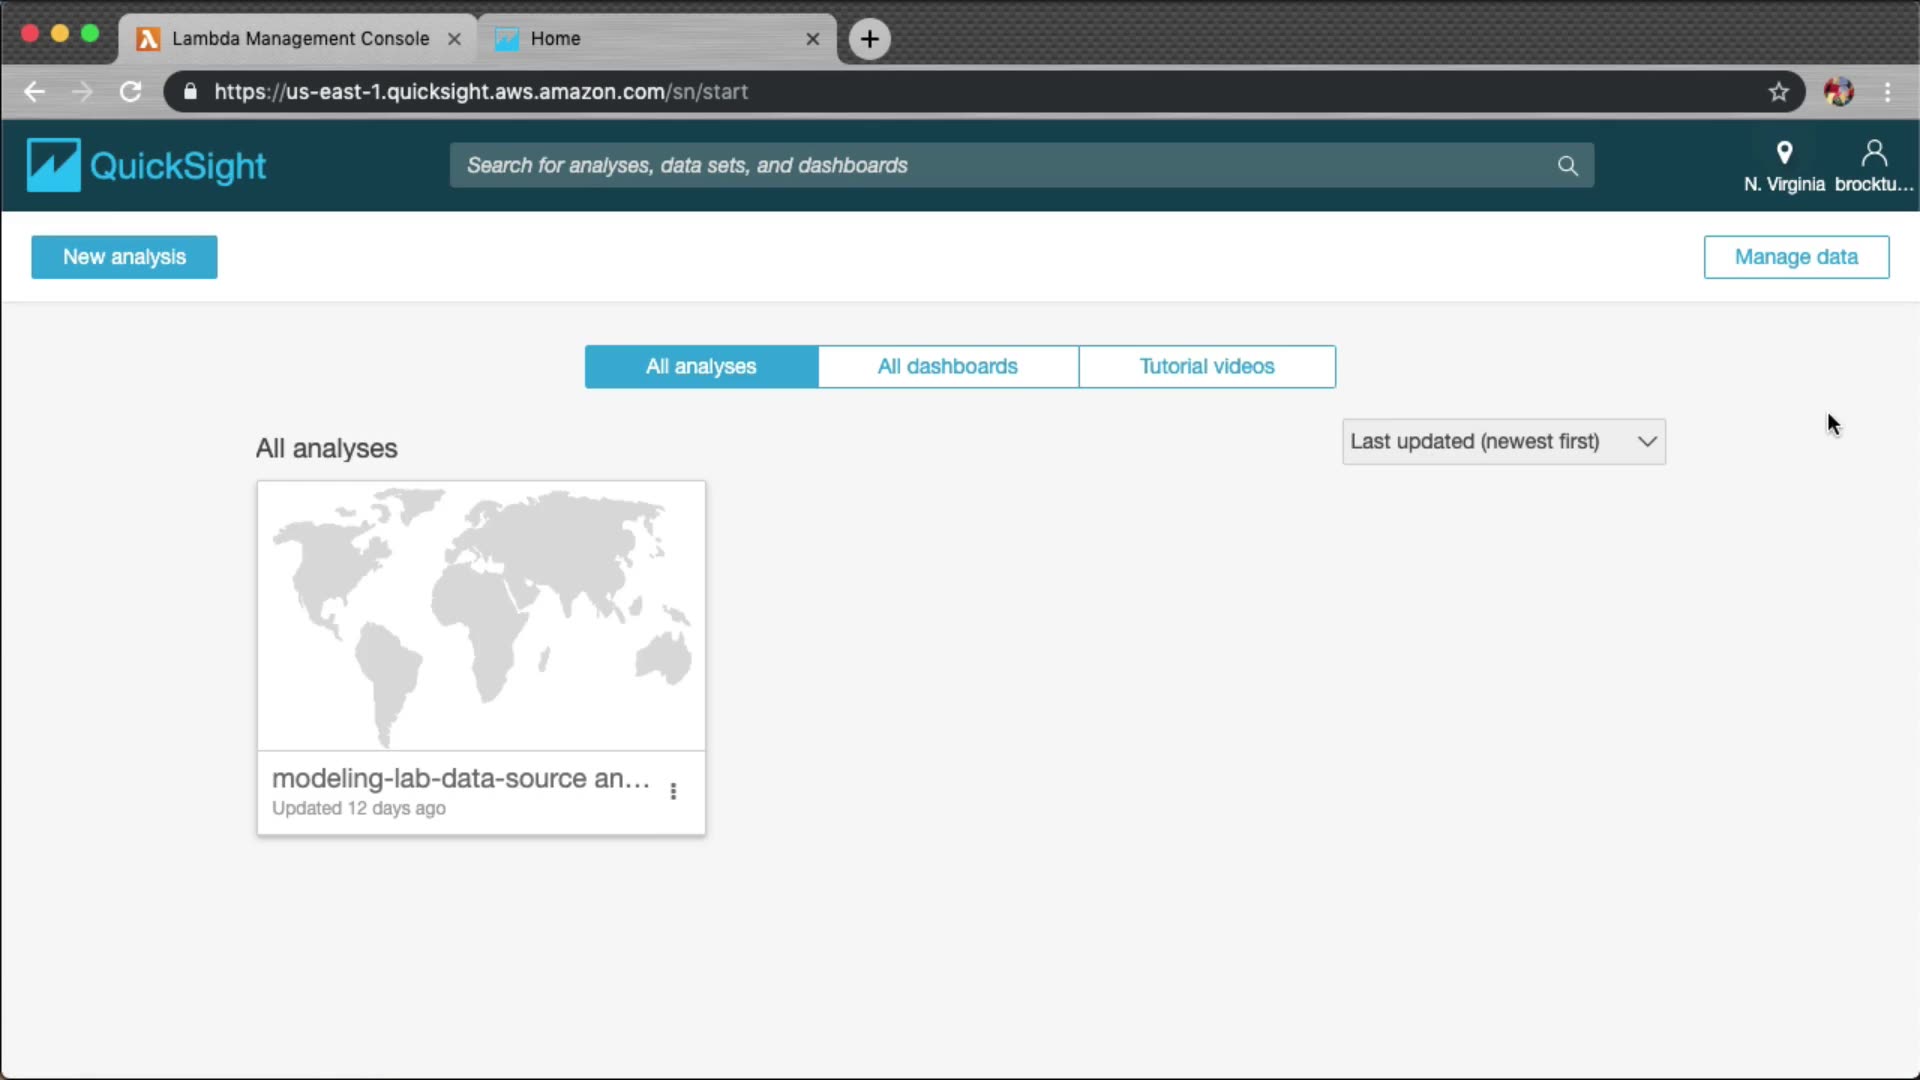 Lambda Management Console
Home
https://us-east-1.quicksight.aws.amazon.com/sn/start
QuickSight
Search for analyses, data sets, and dashboards
N. Virginia
brocktu...
New analysis
Manage data
All analyses
All dashboards
Tutorial videos
All analyses
Last updated (newest first)
modeling-lab-data-source an...
Updated 12 days ago